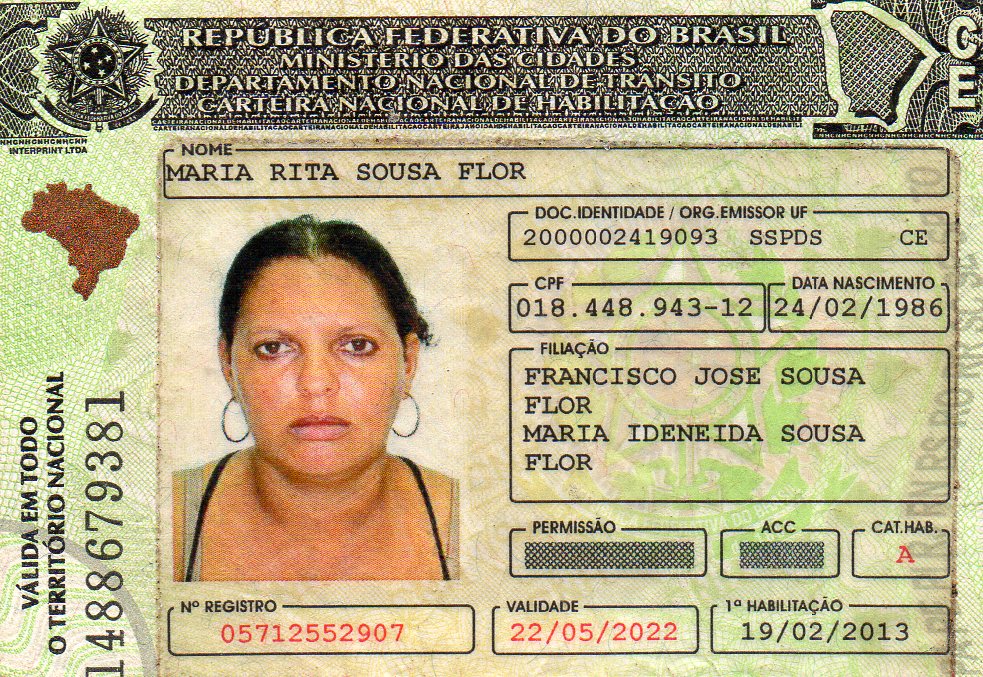 REPÚBLICA FEDERATIVA DO BRASIL
MINISTÉRIO DAS CIDADES
DEPARTAMENTO NACIONAL DE TRÂNSITO
CARTEIRA NACIONAL DE HABILITAÇÃO
CE
INTERPRINT LTDA
NOME
MARIA RITA SOUSA FLOR
DOC.IDENTIDADE / ORG.EMISSOR UF
2000002419093 SSPDS CE
CPF
018.448.943-12
DATA NASCIMENTO
24/02/1986
FILIAÇÃO
FRANCISCO JOSE SOUSA
FLOR
MARIA IDENEIDA SOUSA
FLOR
PERMISSÃO
ACC
CAT.HAB.
A
Nº REGISTRO
05712552907
VALIDADE
22/05/2022
1ª HABILITAÇÃO
19/02/2013
VÁLIDA EM TODO
O TERRITÓRIO NACIONAL
1488679381